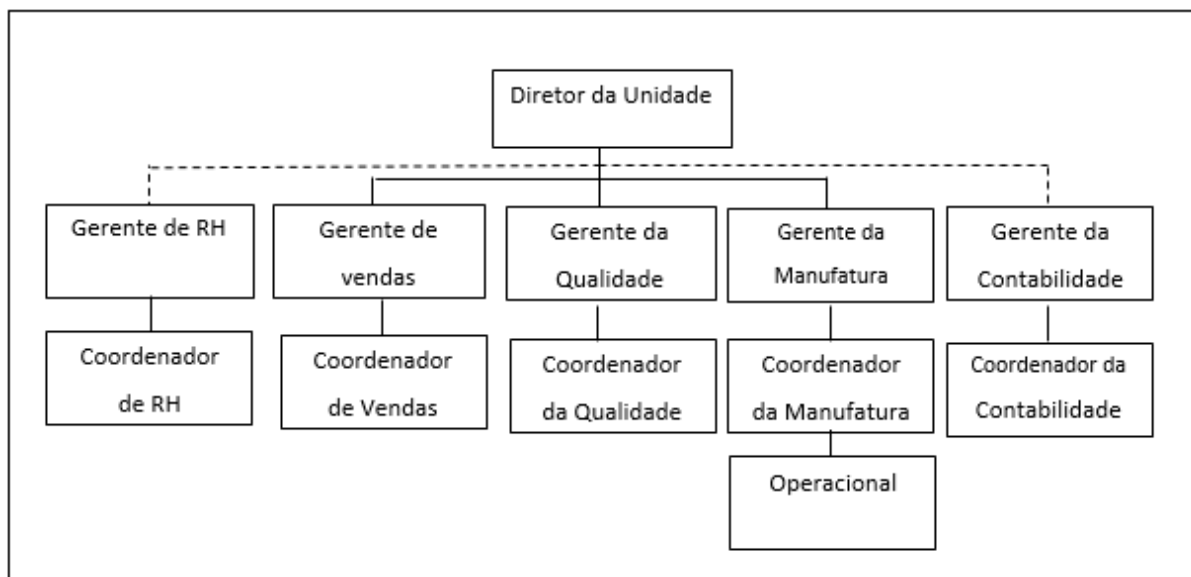 Diretor da Unidade
Gerente de RH
Gerente de
vendas
Gerente da
Qualidade
Gerente da
Manufatura
Gerente da
Contabilidade
Coordenador
de RH
Coordenador
de Vendas
Coordenador
da Qualidade
Coordenador
da Manufatura
Coordenador da
Contabilidade
Operacional